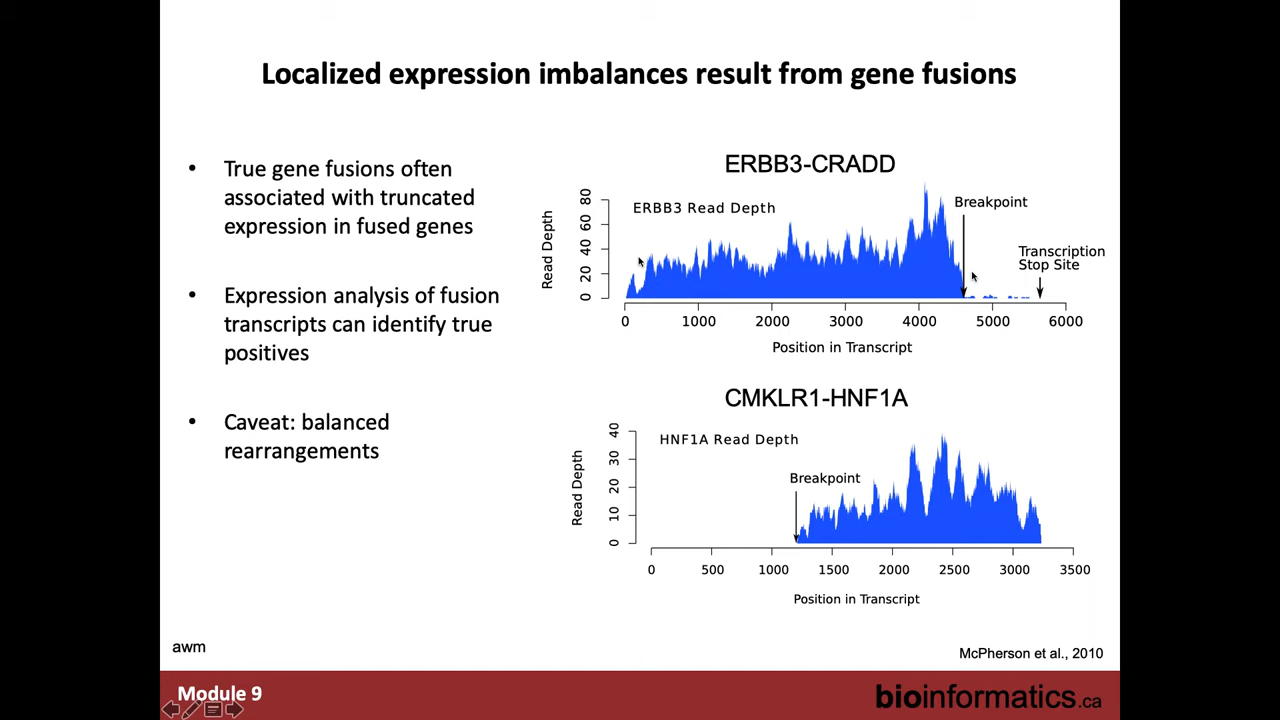 Localized expression imbalances result from gene fusions
• True gene fusions often
associated with truncated
expression in fused genes
• Expression analysis of fusion
transcripts can identify true
positives
• Caveat: balanced
rearrangements
ERBB3-CRADD
ERBB3 Read Depth
Breakpoint
Transcription
Stop Site
Read Depth
80
60
40
20
0
0 1000 2000 3000 4000 5000 6000
Position in Transcript
CMKLR1-HNF1A
HNF1A Read Depth
Breakpoint
Read Depth
40
30
20
10
0
0 500 1000 1500 2000 2500 3000 3500
Position in Transcript
awm
McPherson et al., 2010
Module 9
bioinformatics.ca